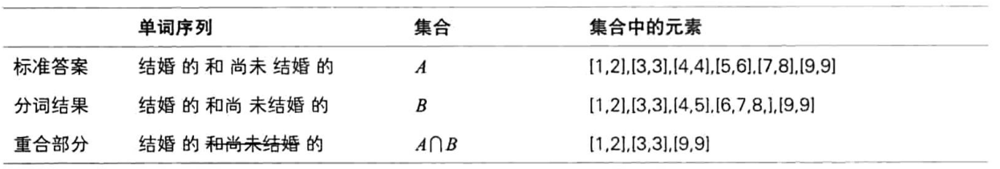 单词序列 集合 集合中的元素
标准答案 结婚 的 和 尚未 结婚 的 A [1,2],[3,3],[4,4],[5,6],[7,8],[9,9]
分词结果 结婚 的 和尚 未结婚 的 B [1,2],[3,3],[4,5],[6,7,8,],[9,9]
重合部分 结婚 的 和尚未结婚 的 A∩B [1,2],[3,3],[9,9]